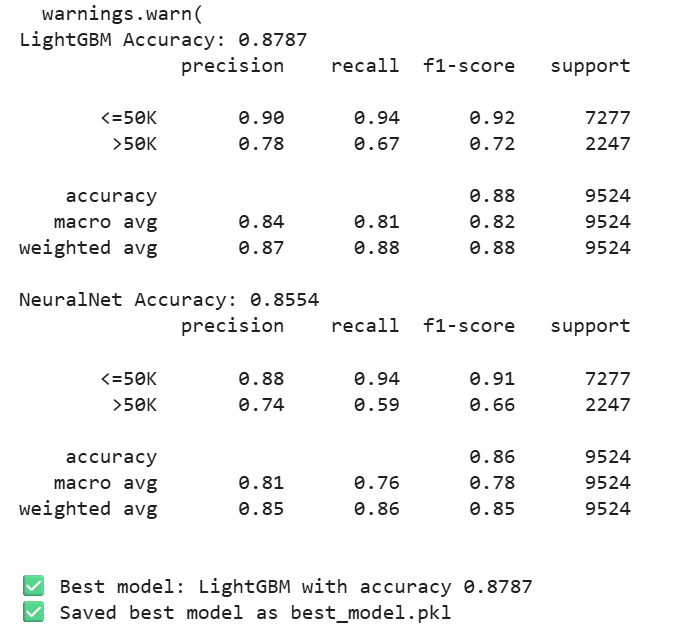 warnings.warn(
LightGBM Accuracy: 0.8787
precision recall f1-score support
<=50K 0.90 0.94 0.92 7277
>50K 0.78 0.67 0.72 2247
accuracy 0.88 9524
macro avg 0.84 0.81 0.82 9524
weighted avg 0.87 0.88 0.88 9524
NeuralNet Accuracy: 0.8554
precision recall f1-score support
<=50K 0.88 0.94 0.91 7277
>50K 0.74 0.59 0.66 2247
accuracy 0.86 9524
macro avg 0.81 0.76 0.78 9524
weighted avg 0.85 0.86 0.85 9524
✅ Best model: LightGBM with accuracy 0.8787
✅ Saved best model as best_model.pkl